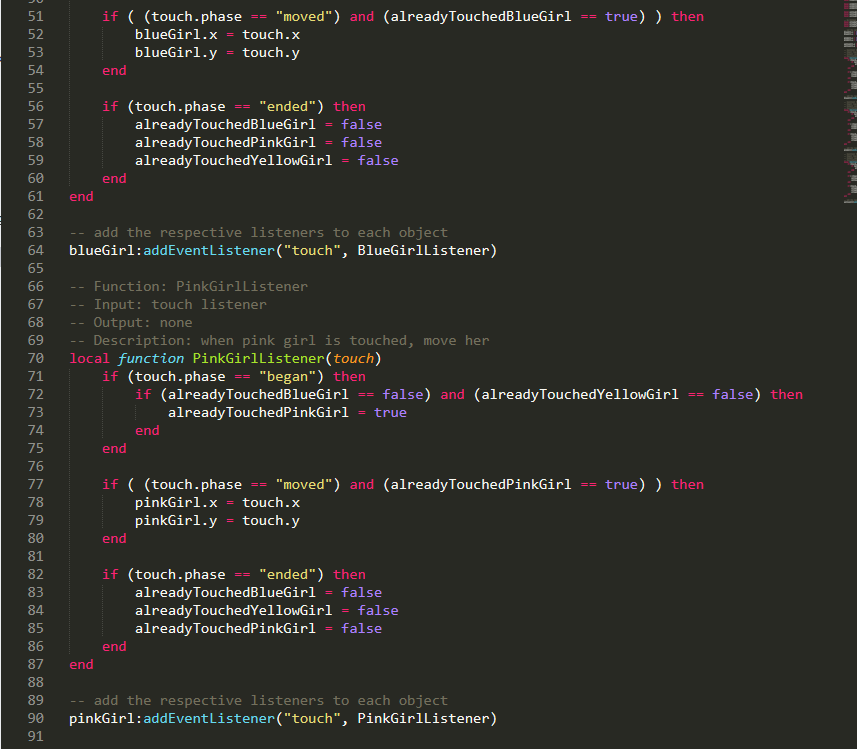 51 if ( (touch.phase == "moved") and (alreadyTouchedBlueGirl == true) ) then
52 blueGirl.x = touch.x
53 blueGirl.y = touch.y
54 end
55
56 if (touch.phase == "ended") then
57 alreadyTouchedBlueGirl = false
58 alreadyTouchedPinkGirl = false
59 alreadyTouchedYellowGirl = false
60 end
61 end
62
63 -- add the respective listeners to each object
64 blueGirl:addEventListener("touch", BlueGirlListener)
65
66 -- Function: PinkGirlListener
67 -- Input: touch listener
68 -- Output: none
69 -- Description: when pink girl is touched, move her
70 local function PinkGirlListener(touch)
71 if (touch.phase == "began") then
72 if (alreadyTouchedBlueGirl == false) and (alreadyTouchedYellowGirl == false) then
73 alreadyTouchedPinkGirl = true
74 end
75 end
76
77 if ( (touch.phase == "moved") and (alreadyTouchedPinkGirl == true) ) then
78 pinkGirl.x = touch.x
79 pinkGirl.y = touch.y
80 end
81
82 if (touch.phase == "ended") then
83 alreadyTouchedBlueGirl = false
84 alreadyTouchedYellowGirl = false
85 alreadyTouchedPinkGirl = false
86 end
87 end
88
89 -- add the respective listeners to each object
90 pinkGirl:addEventListener("touch", PinkGirlListener)
91